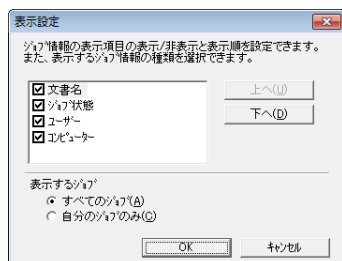 表示設定
ｼﾞｮﾌﾞ情報の表示項目の表示/非表示と表示順を設定できます。
また、表示するｼﾞｮﾌﾞ情報の種類を選択できます。
文書名
ｼﾞｮﾌﾞ状態
ﾕｰｻﾞｰ
ｺﾝﾋﾟｭｰﾀｰ
上へ(U)
下へ(D)
表示するｼﾞｮﾌﾞ
すべてのｼﾞｮﾌﾞ(A)
自分のｼﾞｮﾌﾞのみ(C)
OK
ｷｬﾝｾﾙ